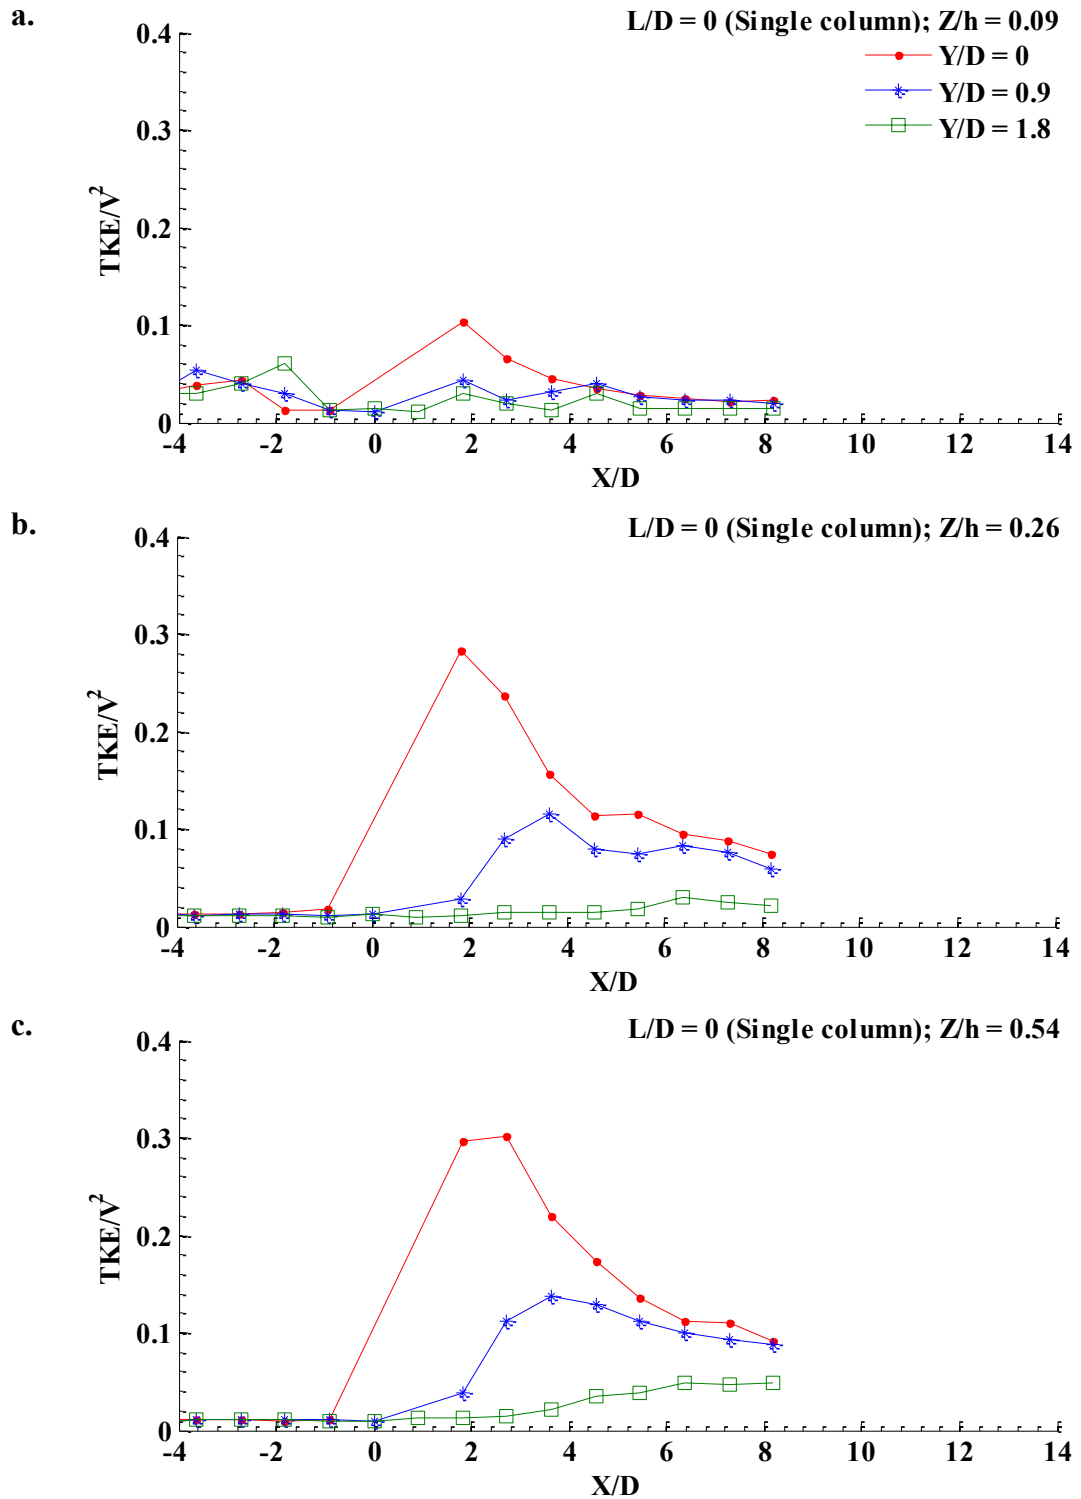 a.
L/D = 0 (Single column); Z/h = 0.09
Y/D = 0
Y/D = 0.9
Y/D = 1.8
TKE/V²
0.4
0.3
0.2
0.1
0
-4 -2 0 2 4 6 8 10 12 14
X/D
b.
L/D = 0 (Single column); Z/h = 0.26
TKE/V²
0.4
0.3
0.2
0.1
0
-4 -2 0 2 4 6 8 10 12 14
X/D
c.
L/D = 0 (Single column); Z/h = 0.54
TKE/V²
0.4
0.3
0.2
0.1
0
-4 -2 0 2 4 6 8 10 12 14
X/D